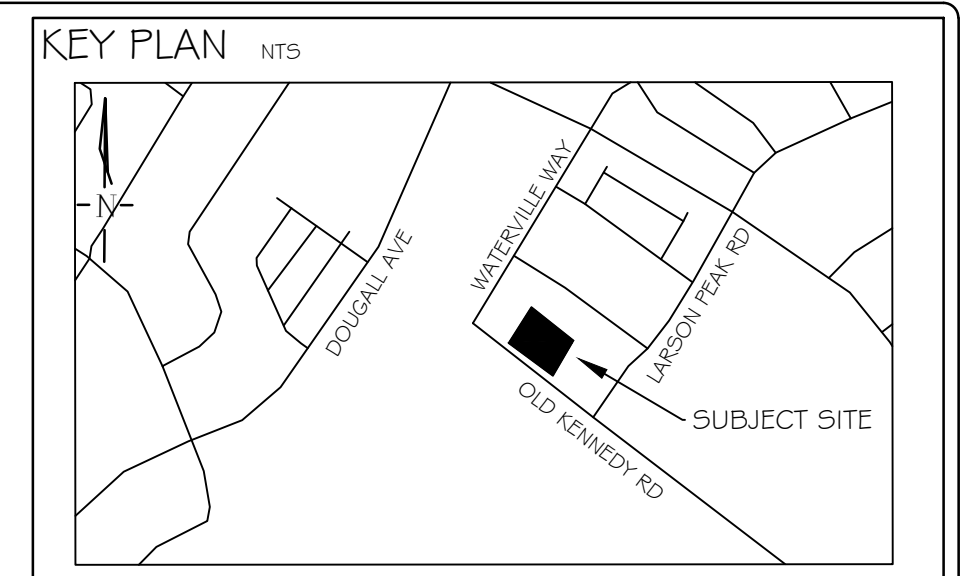 KEY PLAN NTS
N
DOUGALL AVE
WATERVILLE WAY
LARSON PEAK RD
OLD KENNEDY RD
SUBJECT SITE